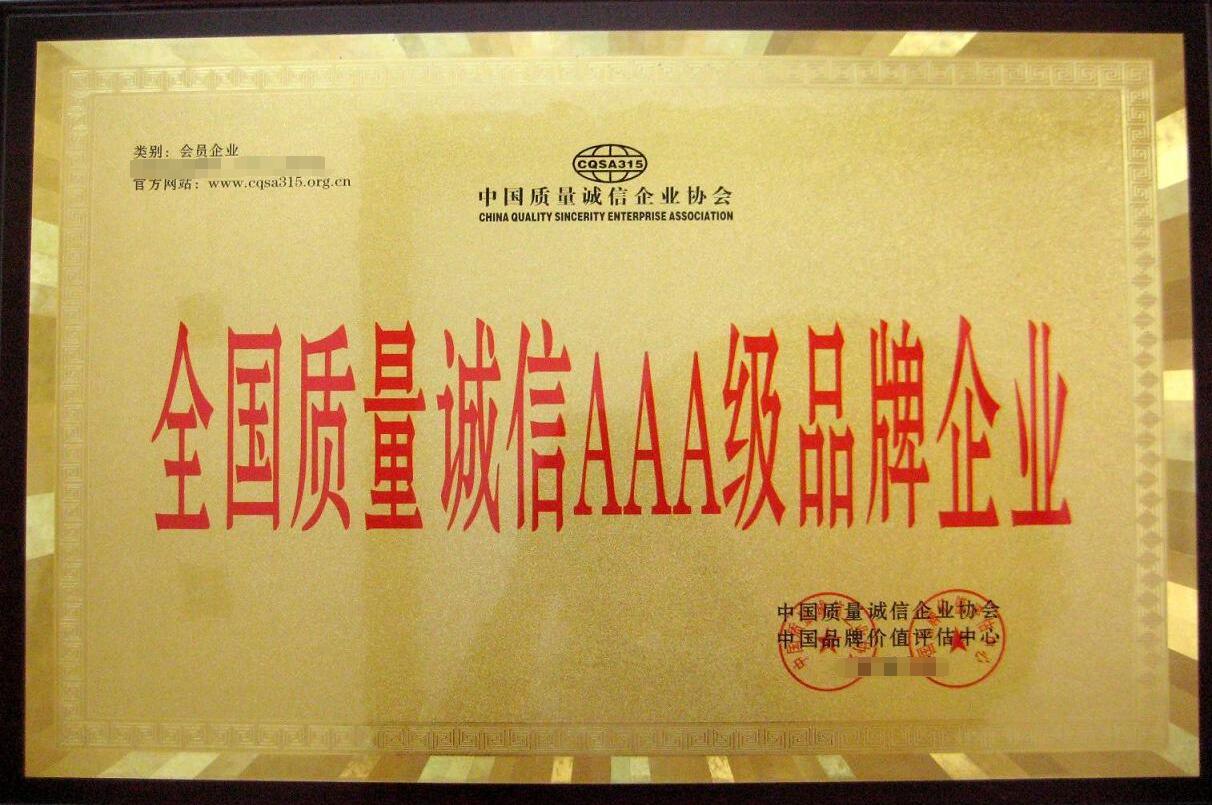 类别：会员企业
官方网站：www.cqsa315.org.cn
CQSA315
中国质量诚信企业协会
CHINA QUALITY SINCERITY ENTERPRISE ASSOCIATION
全国质量诚信AAA级品牌企业
中国质量诚信企业协会
中国品牌价值评估中心